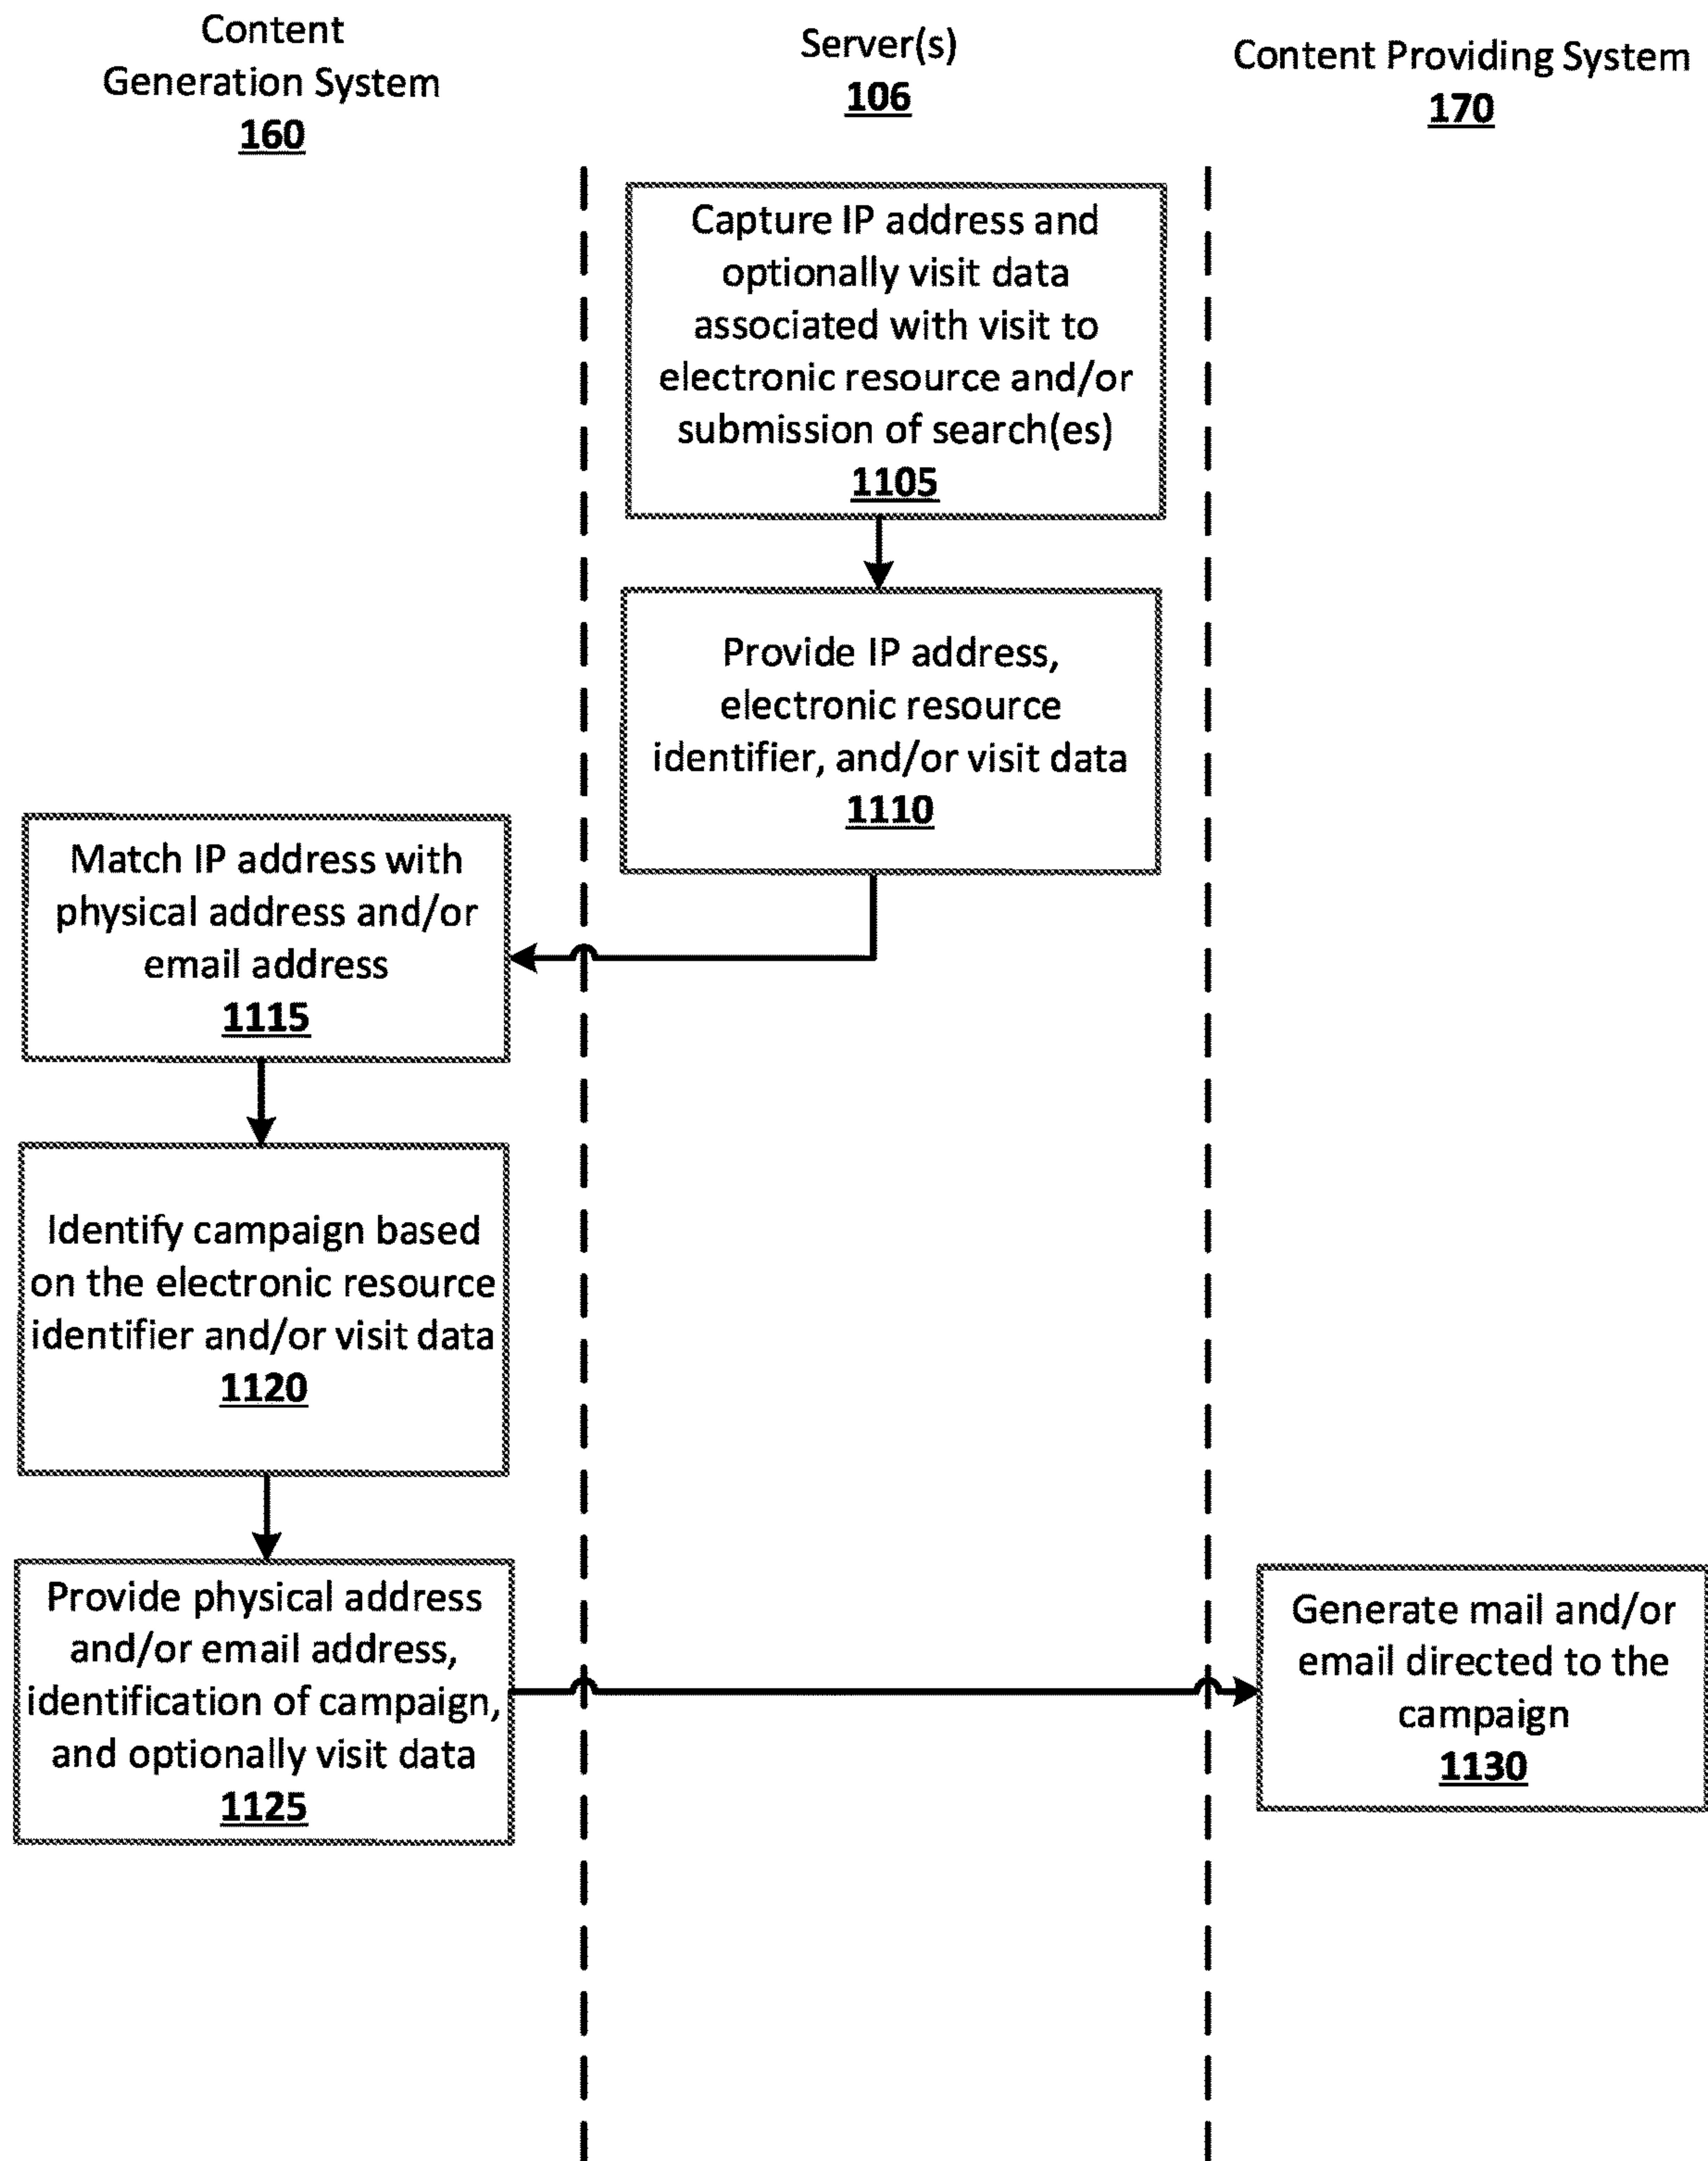 Content
Generation System
160
Server(s)
106
Content Providing System
170
Capture IP address and
optionally visit data
associated with visit to
electronic resource and/or
submission of search(es)
1105
Provide IP address,
electronic resource
identifier, and/or visit data
1110
Match IP address with
physical address and/or
email address
1115
Identify campaign based
on the electronic resource
identifier and/or visit data
1120
Provide physical address
and/or email address,
identification of campaign,
and optionally visit data
1125
Generate mail and/or
email directed to the
campaign
1130